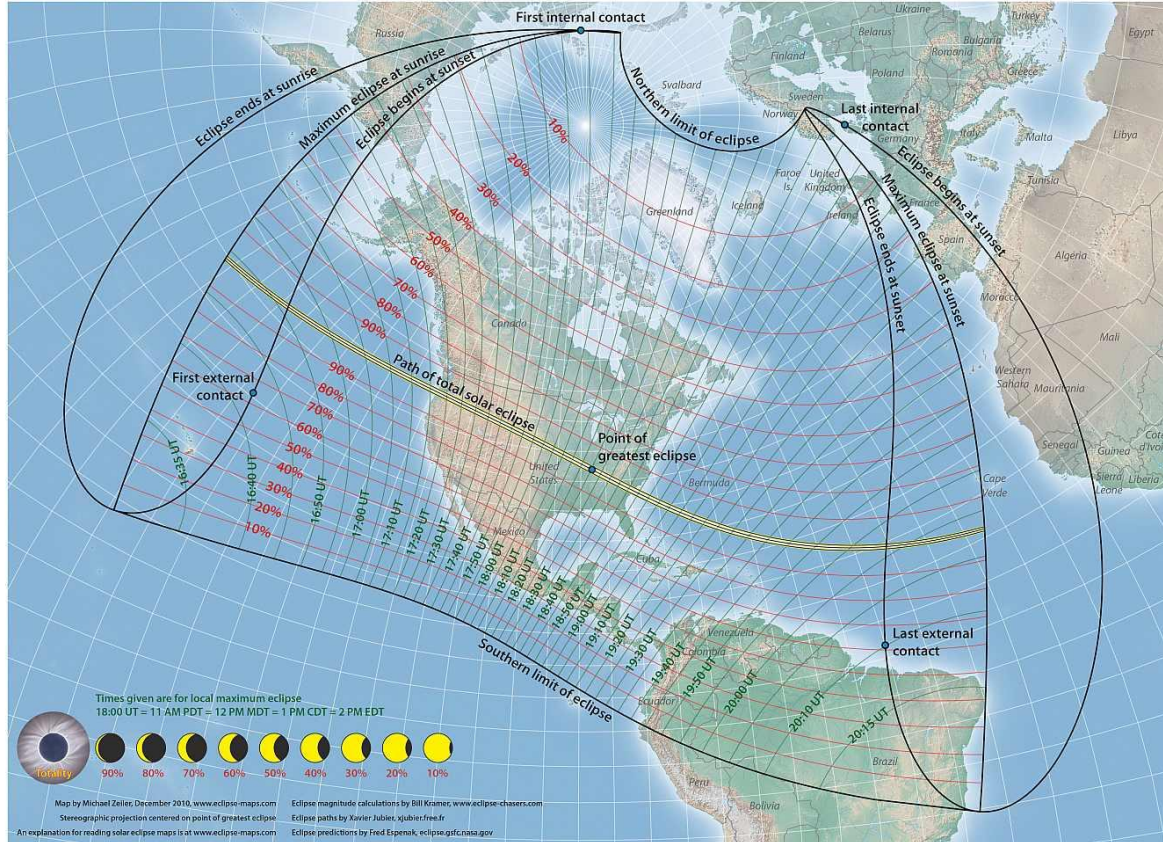 First internal contact
Russia
Ukraine
Turkey
Belarus
Bulgaria
Romania
Egypt
Finland
Poland
Greece
Svalbard
Sweden
Norway
Last internal
contact
Germany
Italy
Malta
Libya
Eclipse ends at sunrise
Maximum eclipse at sunrise
Eclipse begins at sunset
Northern limit of eclipse
Faroe
Is.
United
Kingdom
Ireland
France
Spain
Tunisia
Algeria
Morocco
Iceland
Greenland
Eclipse begins at sunset
Maximum eclipse at sunset
Eclipse ends at sunset
10%
20%
30%
40%
50%
60%
70%
80%
90%
Canada
Mali
Western
Sahara
Mauritania
Path of total solar eclipse
First external
contact
90%
80%
70%
60%
50%
40%
30%
20%
10%
Point of
greatest eclipse
United
States
Bermuda
Senegal
Guinea
Sierra
Leone
Liberia
Cape
Verde
Mexico
Cuba
16:35 UT
16:40 UT
16:50 UT
17:00 UT
17:10 UT
17:20 UT
17:30 UT
17:40 UT
17:50 UT
18:00 UT
18:10 UT
18:20 UT
18:30 UT
18:40 UT
18:50 UT
19:00 UT
19:10 UT
19:20 UT
19:30 UT
19:40 UT
19:50 UT
20:00 UT
20:10 UT
20:15 UT
Venezuela
Colombia
Ecuador
Last external
contact
Southern limit of eclipse
Brazil
Peru
Bolivia
Times given are for local maximum eclipse
18:00 UT = 11 AM PDT = 12 PM MDT = 1 PM CDT = 2 PM EDT
Totality
90% 80% 70% 60% 50% 40% 30% 20% 10%
Map by Michael Zeiler, December 2010, www.eclipse-maps.com
Stereographic projection centered on point of greatest eclipse
An explanation for reading solar eclipse maps is at www.eclipse-maps.com
Eclipse magnitude calculations by Bill Kramer, www.eclipse-chasers.com
Eclipse paths by Xavier Jubier, xjubier.free.fr
Eclipse predictions by Fred Espenak, eclipse.gsfc.nasa.gov